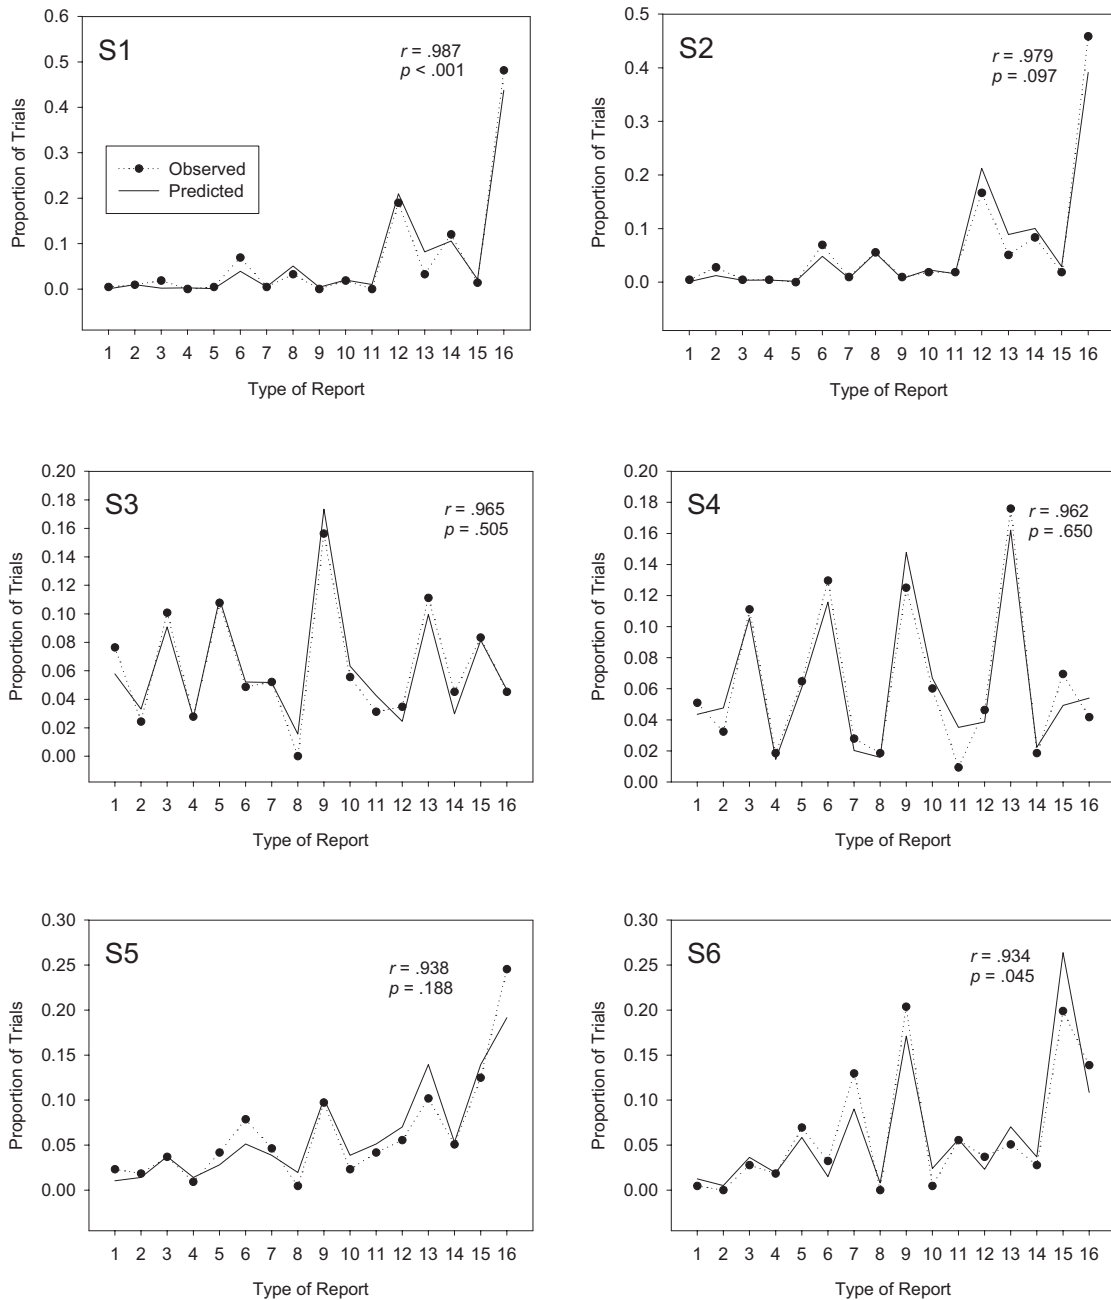 S1
r = .987
p < .001
Observed
Predicted
Proportion of Trials
0.6
0.5
0.4
0.3
0.2
0.1
0.0
1 2 3 4 5 6 7 8 9 10 11 12 13 14 15 16
Type of Report
S2
r = .979
p = .097
Proportion of Trials
0.5
0.4
0.3
0.2
0.1
0.0
1 2 3 4 5 6 7 8 9 10 11 12 13 14 15 16
Type of Report
S3
r = .965
p = .505
Proportion of Trials
0.20
0.18
0.16
0.14
0.12
0.10
0.08
0.06
0.04
0.02
0.00
1 2 3 4 5 6 7 8 9 10 11 12 13 14 15 16
Type of Report
S4
r = .962
p = .650
Proportion of Trials
0.20
0.18
0.16
0.14
0.12
0.10
0.08
0.06
0.04
0.02
0.00
1 2 3 4 5 6 7 8 9 10 11 12 13 14 15 16
Type of Report
S5
r = .938
p = .188
Proportion of Trials
0.30
0.25
0.20
0.15
0.10
0.05
0.00
1 2 3 4 5 6 7 8 9 10 11 12 13 14 15 16
Type of Report
S6
r = .934
p = .045
Proportion of Trials
0.30
0.25
0.20
0.15
0.10
0.05
0.00
1 2 3 4 5 6 7 8 9 10 11 12 13 14 15 16
Type of Report